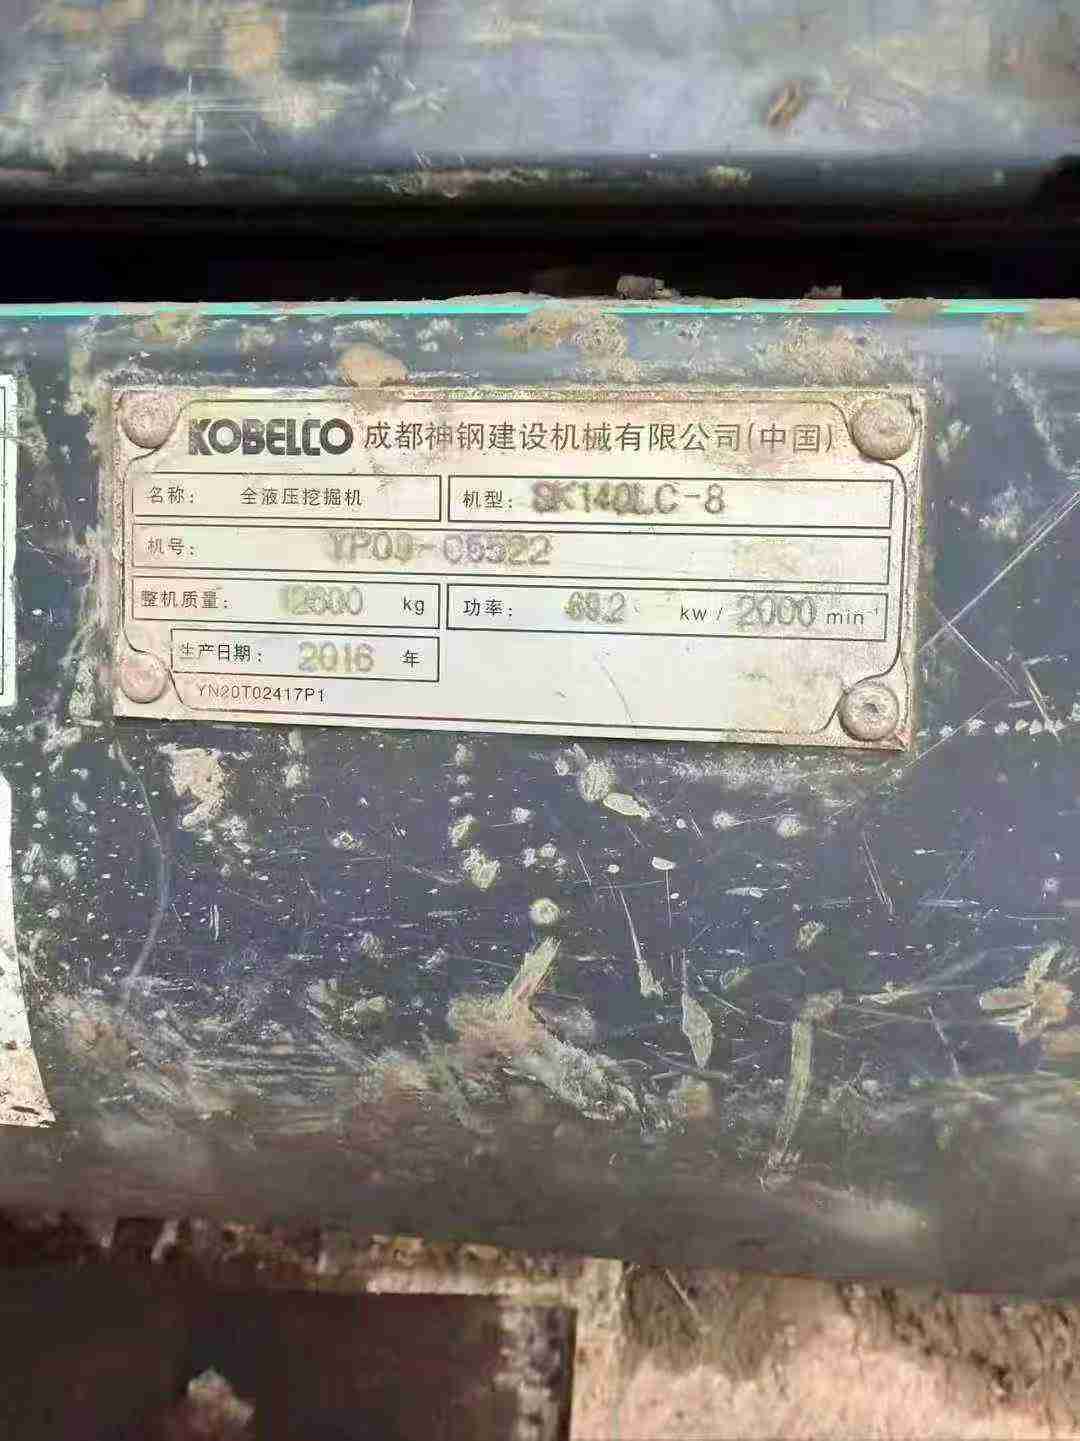 KOBELCO 成都神钢建设机械有限公司(中国)
名称: 全液压挖掘机 机型: SK140LC-8
机号: YP09-05522
整机质量: 12600 kg 功率: 69.2 kw / 2000 min⁻¹
生产日期: 2016 年
YN20T02417P1